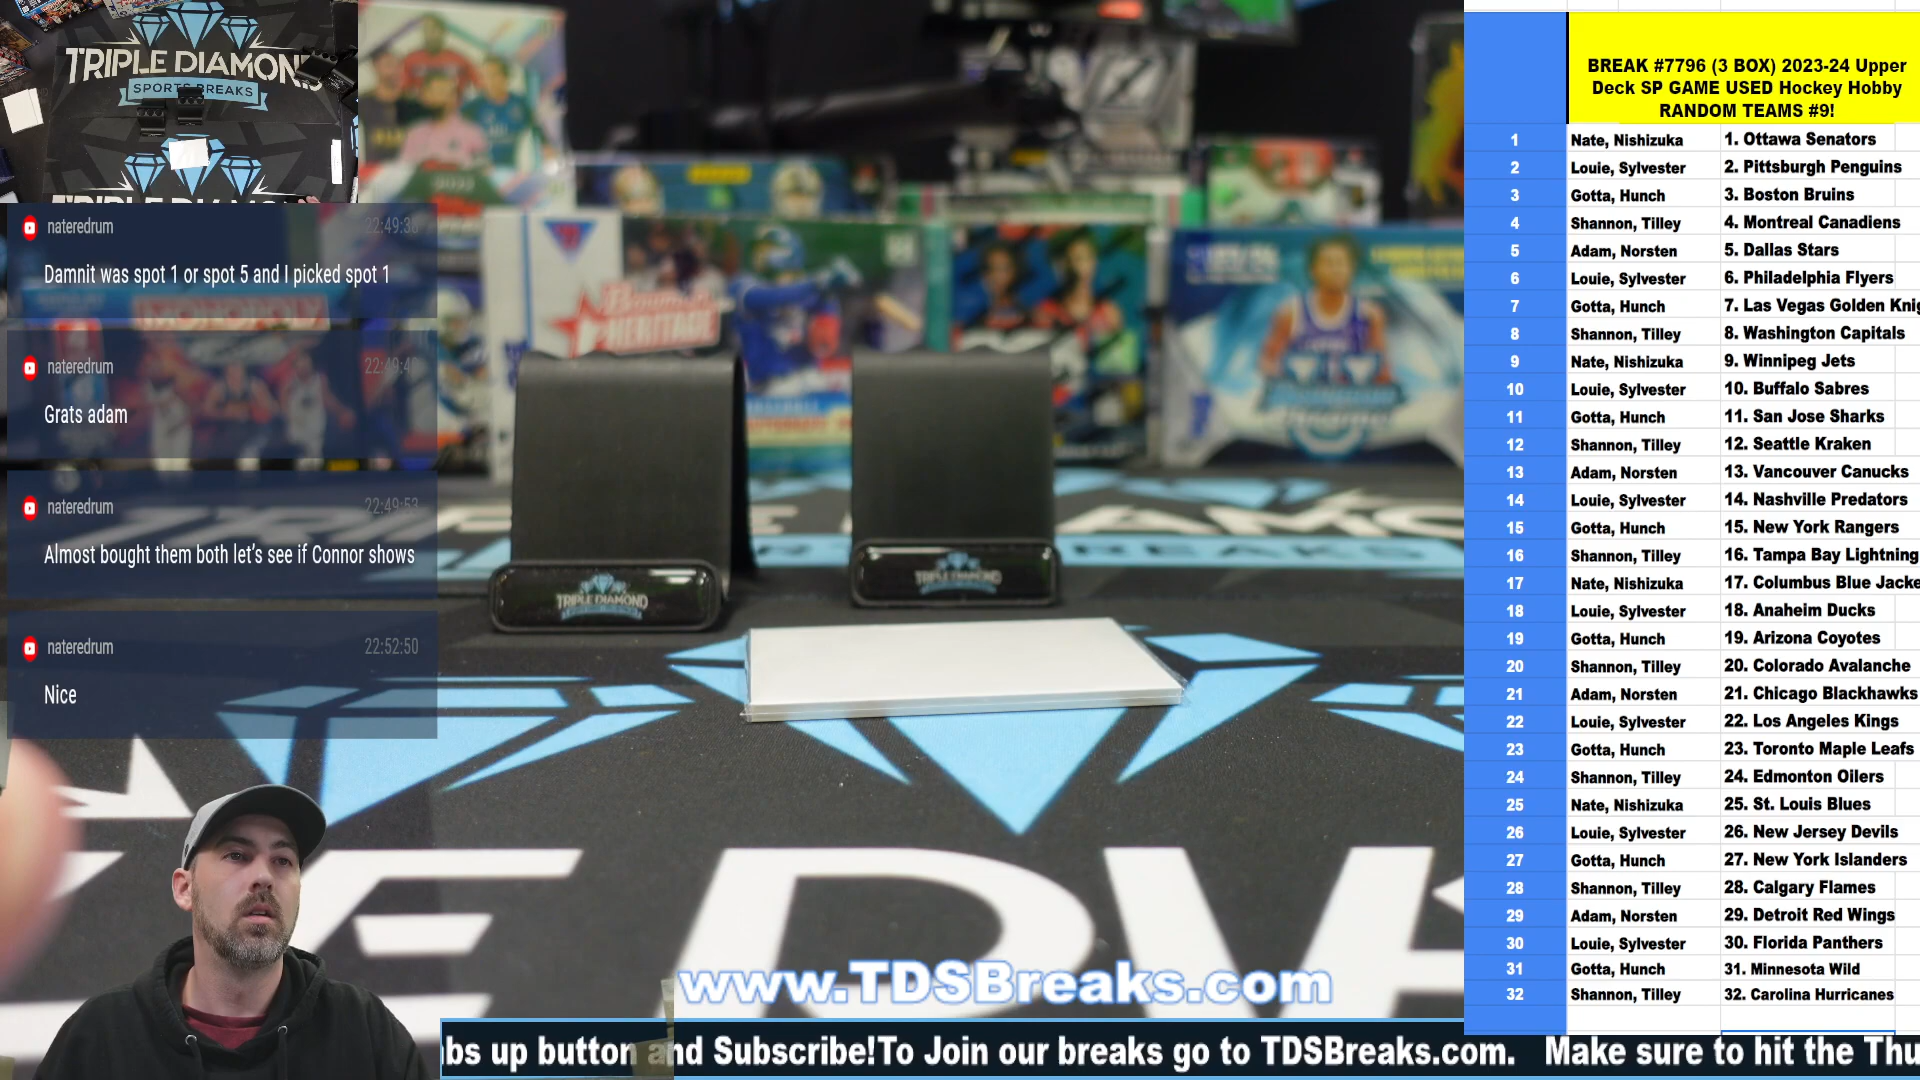 TRIPLE DIAMOND
SPORTS BREAKS
nateredrum
Damnit was spot 1 or spot 5 and I picked spot 1
nateredrum
Grats adam
nateredrum 22:49:53
Almost bought them both let's see if Connor shows
nateredrum 22:52:50
Nice
Bowman
HERITAGE
TRIPLE DIAMOND
TRIPLE DIAMOND
www.TDSBreaks.com
bs up button and Subscribe!To Join our breaks go to TDSBreaks.com. Make sure to hit the Thu
BREAK #7796 (3 BOX) 2023-24 Upper
Deck SP GAME USED Hockey Hobby
RANDOM TEAMS #9!
1 Nate, Nishizuka 1. Ottawa Senators
2 Louie, Sylvester 2. Pittsburgh Penguins
3 Gotta, Hunch 3. Boston Bruins
4 Shannon, Tilley 4. Montreal Canadiens
5 Adam, Norsten 5. Dallas Stars
6 Louie, Sylvester 6. Philadelphia Flyers
7 Gotta, Hunch 7. Las Vegas Golden Knig
8 Shannon, Tilley 8. Washington Capitals
9 Nate, Nishizuka 9. Winnipeg Jets
10 Louie, Sylvester 10. Buffalo Sabres
11 Gotta, Hunch 11. San Jose Sharks
12 Shannon, Tilley 12. Seattle Kraken
13 Adam, Norsten 13. Vancouver Canucks
14 Louie, Sylvester 14. Nashville Predators
15 Gotta, Hunch 15. New York Rangers
16 Shannon, Tilley 16. Tampa Bay Lightning
17 Nate, Nishizuka 17. Columbus Blue Jacke
18 Louie, Sylvester 18. Anaheim Ducks
19 Gotta, Hunch 19. Arizona Coyotes
20 Shannon, Tilley 20. Colorado Avalanche
21 Adam, Norsten 21. Chicago Blackhawks
22 Louie, Sylvester 22. Los Angeles Kings
23 Gotta, Hunch 23. Toronto Maple Leafs
24 Shannon, Tilley 24. Edmonton Oilers
25 Nate, Nishizuka 25. St. Louis Blues
26 Louie, Sylvester 26. New Jersey Devils
27 Gotta, Hunch 27. New York Islanders
28 Shannon, Tilley 28. Calgary Flames
29 Adam, Norsten 29. Detroit Red Wings
30 Louie, Sylvester 30. Florida Panthers
31 Gotta, Hunch 31. Minnesota Wild
32 Shannon, Tilley 32. Carolina Hurricanes